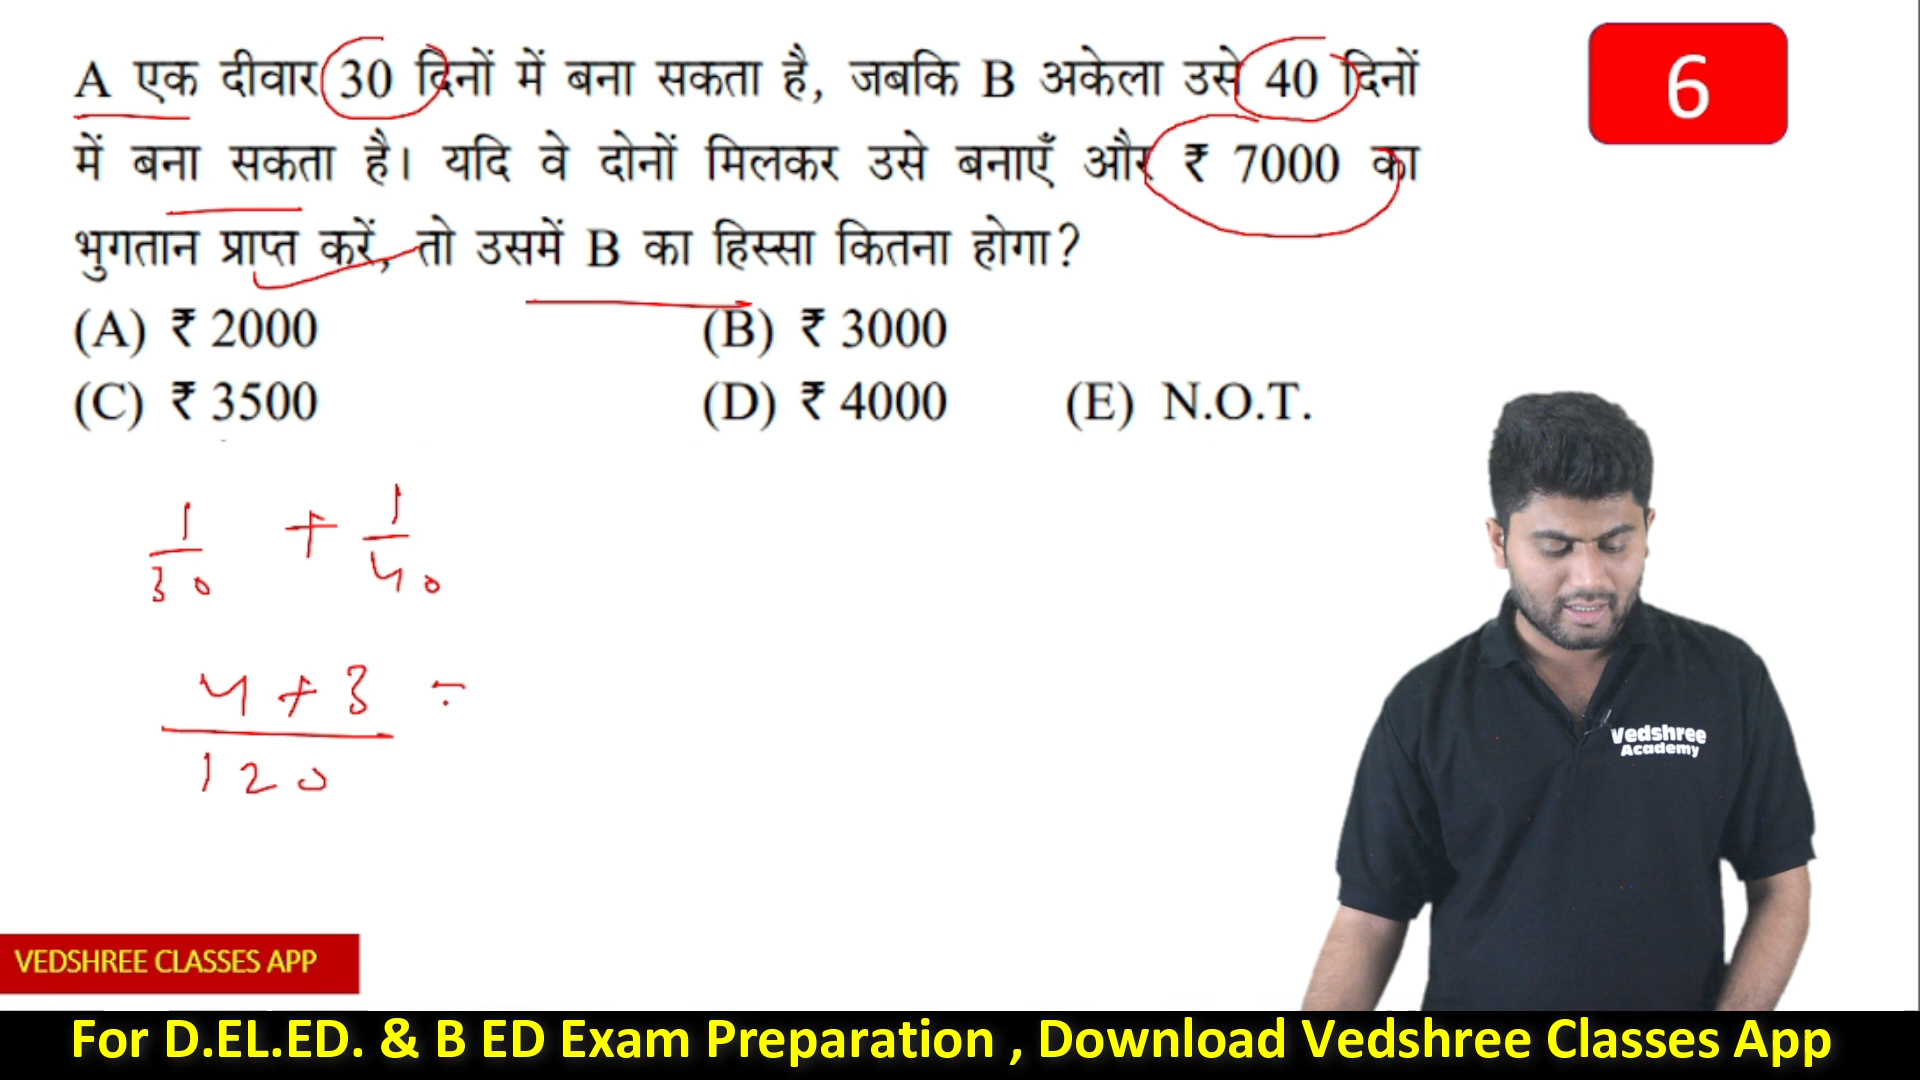 A एक दीवार 30 दिनों में बना सकता है, जबकि B अकेला उसे 40 दिनों
में बना सकता है। यदि वे दोनों मिलकर उसे बनाएँ और ₹ 7000 का
भुगतान प्राप्त करें, तो उसमें B का हिस्सा कितना होगा?
(A) ₹ 2000 (B) ₹ 3000
(C) ₹ 3500 (D) ₹ 4000 (E) N.O.T.
6
1/30 + 1/40
4 + 3
120
Vedshree
Academy
VEDSHREE CLASSES APP
For D.EL.ED. & B ED Exam Preparation , Download Vedshree Classes App